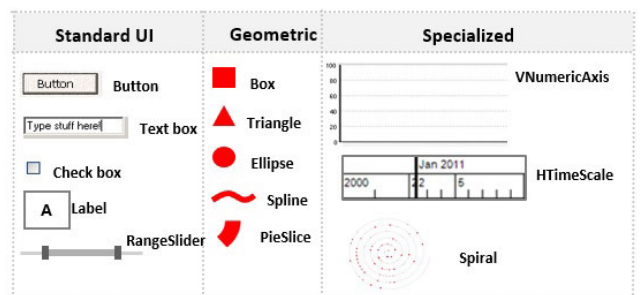 Standard UI
Geometric
Specialized
Button
Button
Type stuff here!
Text box
Check box
A
Label
RangeSlider
Box
Triangle
Ellipse
Spline
PieSlice
100
80
60
40
20
0
VNumericAxis
Jan 2011
2000
22
5
HTimeScale
Spiral